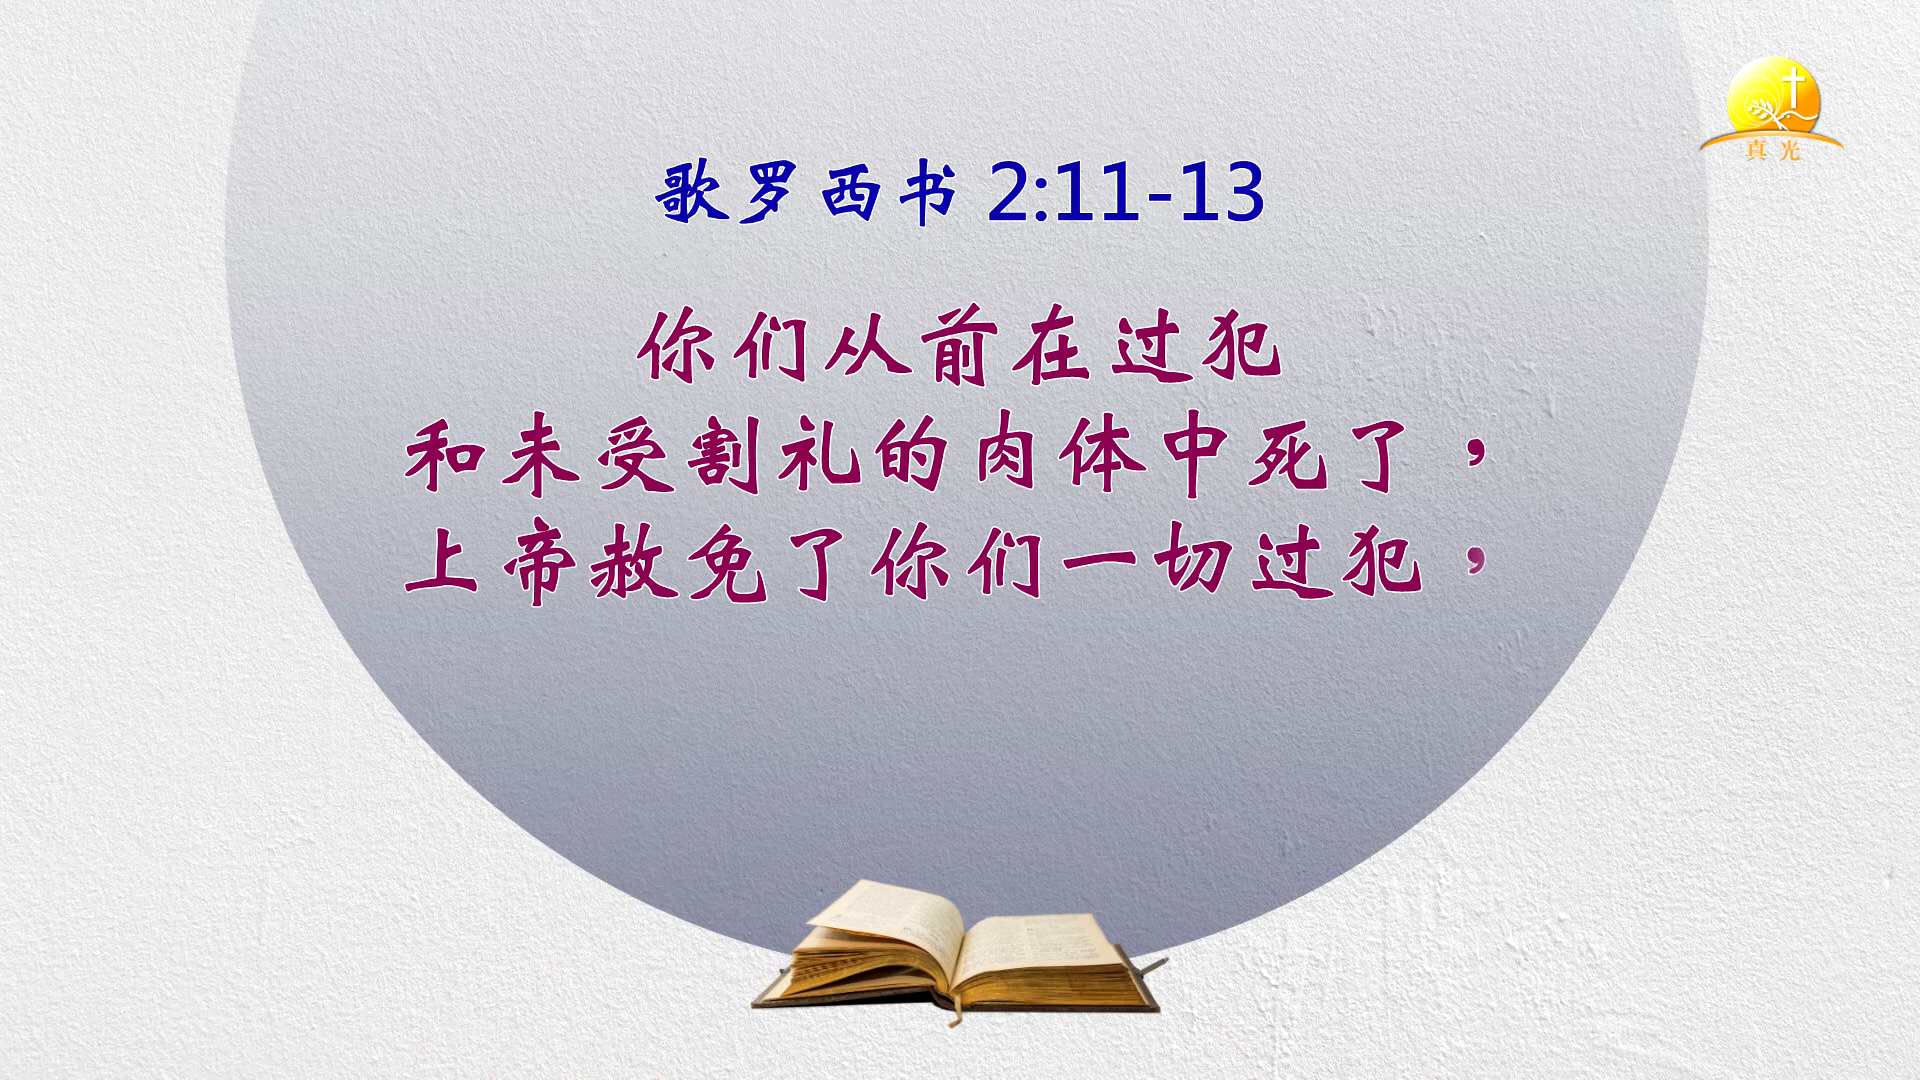 真光
歌罗西书 2:11-13
你们从前在过犯
和未受割礼的肉体中死了，
上帝赦免了你们一切过犯，